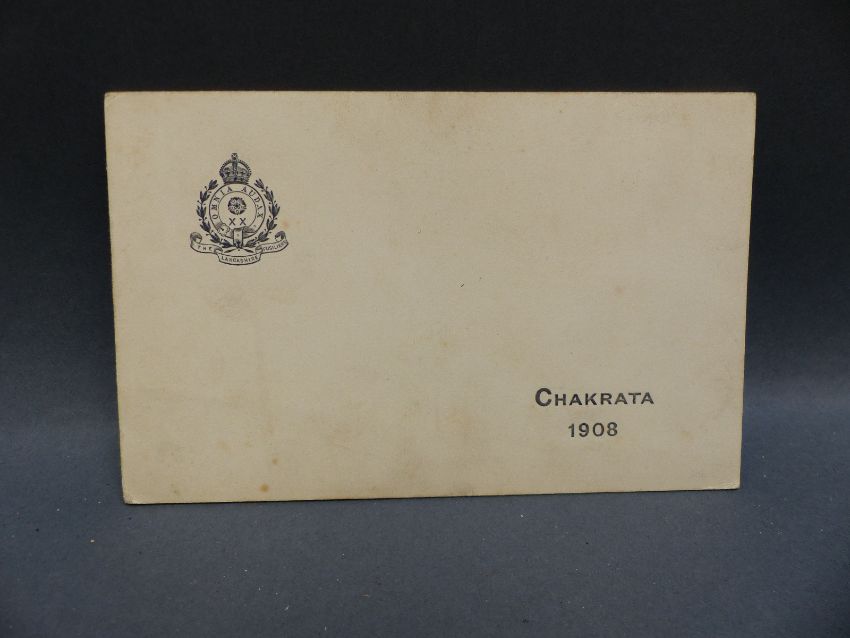 OMNIA AUDAX
XX
THE LANCASHIRE FUSILIERS
CHAKRATA
1908